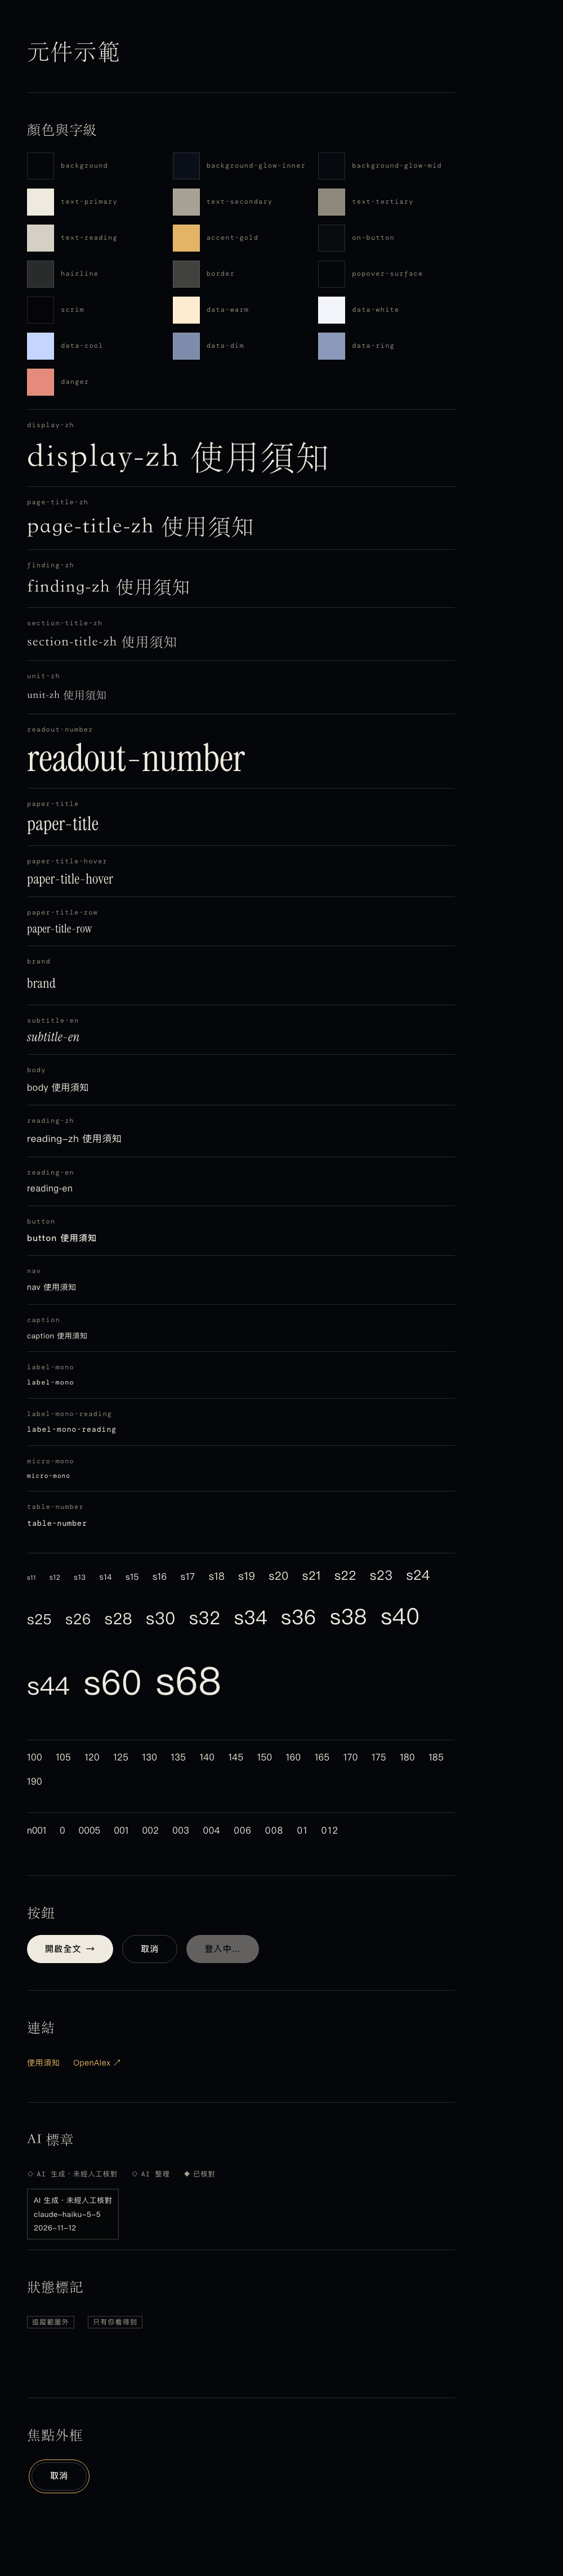 元件示範
顏色與字級
background background-glow-inner background-glow-mid
text-primary text-secondary text-tertiary
text-reading accent-gold on-button
hairline border popover-surface
scrim data-warm data-white
data-cool data-dim data-ring
danger
display-zh
display-zh 使用須知
page-title-zh
page-title-zh 使用須知
finding-zh
finding-zh 使用須知
section-title-zh
section-title-zh 使用須知
unit-zh
unit-zh 使用須知
readout-number
readout-number
paper-title
paper-title
paper-title-hover
paper-title-hover
paper-title-row
paper-title-row
brand
brand
subtitle-en
subtitle-en
body
body 使用須知
reading-zh
reading-zh 使用須知
reading-en
reading-en
button
button 使用須知
nav
nav 使用須知
caption
caption 使用須知
label-mono
label-mono
label-mono-reading
label-mono-reading
micro-mono
micro-mono
table-number
table-number
s11 s12 s13 s14 s15 s16 s17 s18 s19 s20 s21 s22 s23 s24
s25 s26 s28 s30 s32 s34 s36 s38 s40
s44 s60 s68
100 105 120 125 130 135 140 145 150 160 165 170 175 180 185
190
n001 0 0005 001 002 003 004 006 008 01 012
按鈕
開啟全文 → 取消 登入中…
連結
使用須知 OpenAlex ↗
AI 標章
◇ AI 生成・未經人工核對 ◇ AI 整理 ◆ 已核對
AI 生成・未經人工核對
claude-haiku-5-5
2026-11-12
狀態標記
追蹤範圍外 只有你看得到
焦點外框
取消